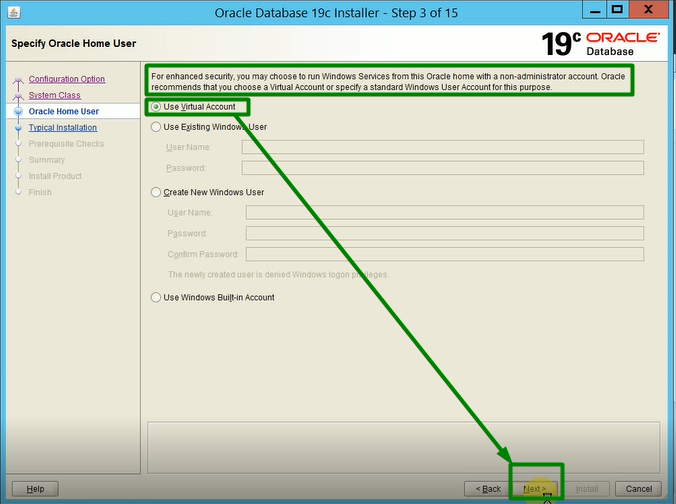 Oracle Database 19c Installer - Step 3 of 15
Specify Oracle Home User
19c ORACLE
Database
Configuration Option
System Class
Oracle Home User
Typical Installation
Prerequisite Checks
Summary
Install Product
Finish
For enhanced security, you may choose to run Windows Services from this Oracle home with a non-administrator account. Oracle
recommends that you choose a Virtual Account or specify a standard Windows User Account for this purpose.
Use Virtual Account
Use Existing Windows User
User Name:
Password:
Create New Windows User
User Name:
Password:
Confirm Password:
The newly created user is denied Windows logon privileges.
Use Windows Built-in Account
Help
< Back
Next >
Install
Cancel